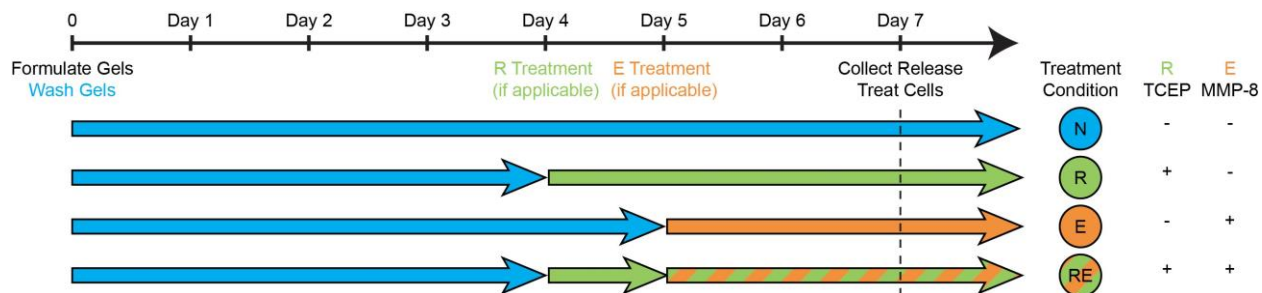 0 Day 1 Day 2 Day 3 Day 4 Day 5 Day 6 Day 7
Formulate Gels R Treatment E Treatment Collect Release Treatment R E
Wash Gels (if applicable) (if applicable) Treat Cells Condition TCEP MMP-8
N - -
R + -
E - +
RE + +